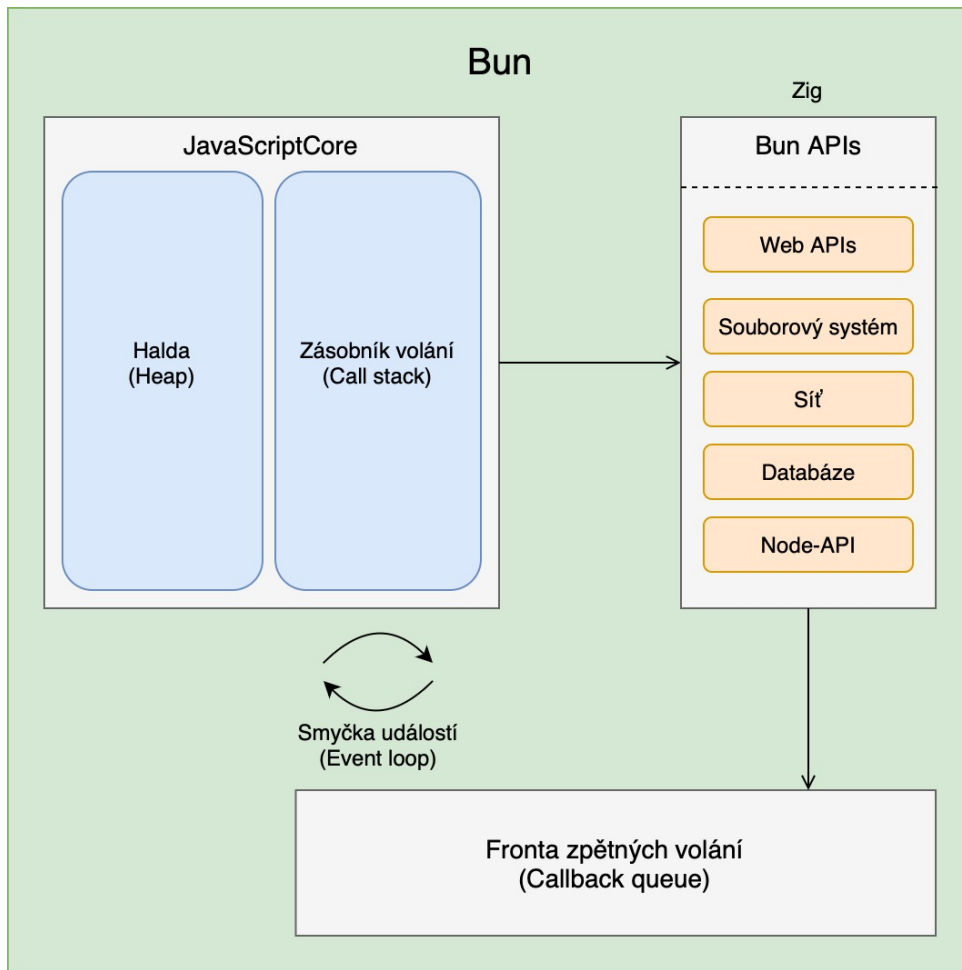 Bun
Zig
JavaScriptCore
Bun APIs
Halda
(Heap)
Zásobník volání
(Call stack)
Web APIs
Souborový systém
Síť
Databáze
Node-API
Smyčka událostí
(Event loop)
Fronta zpětných volání
(Callback queue)